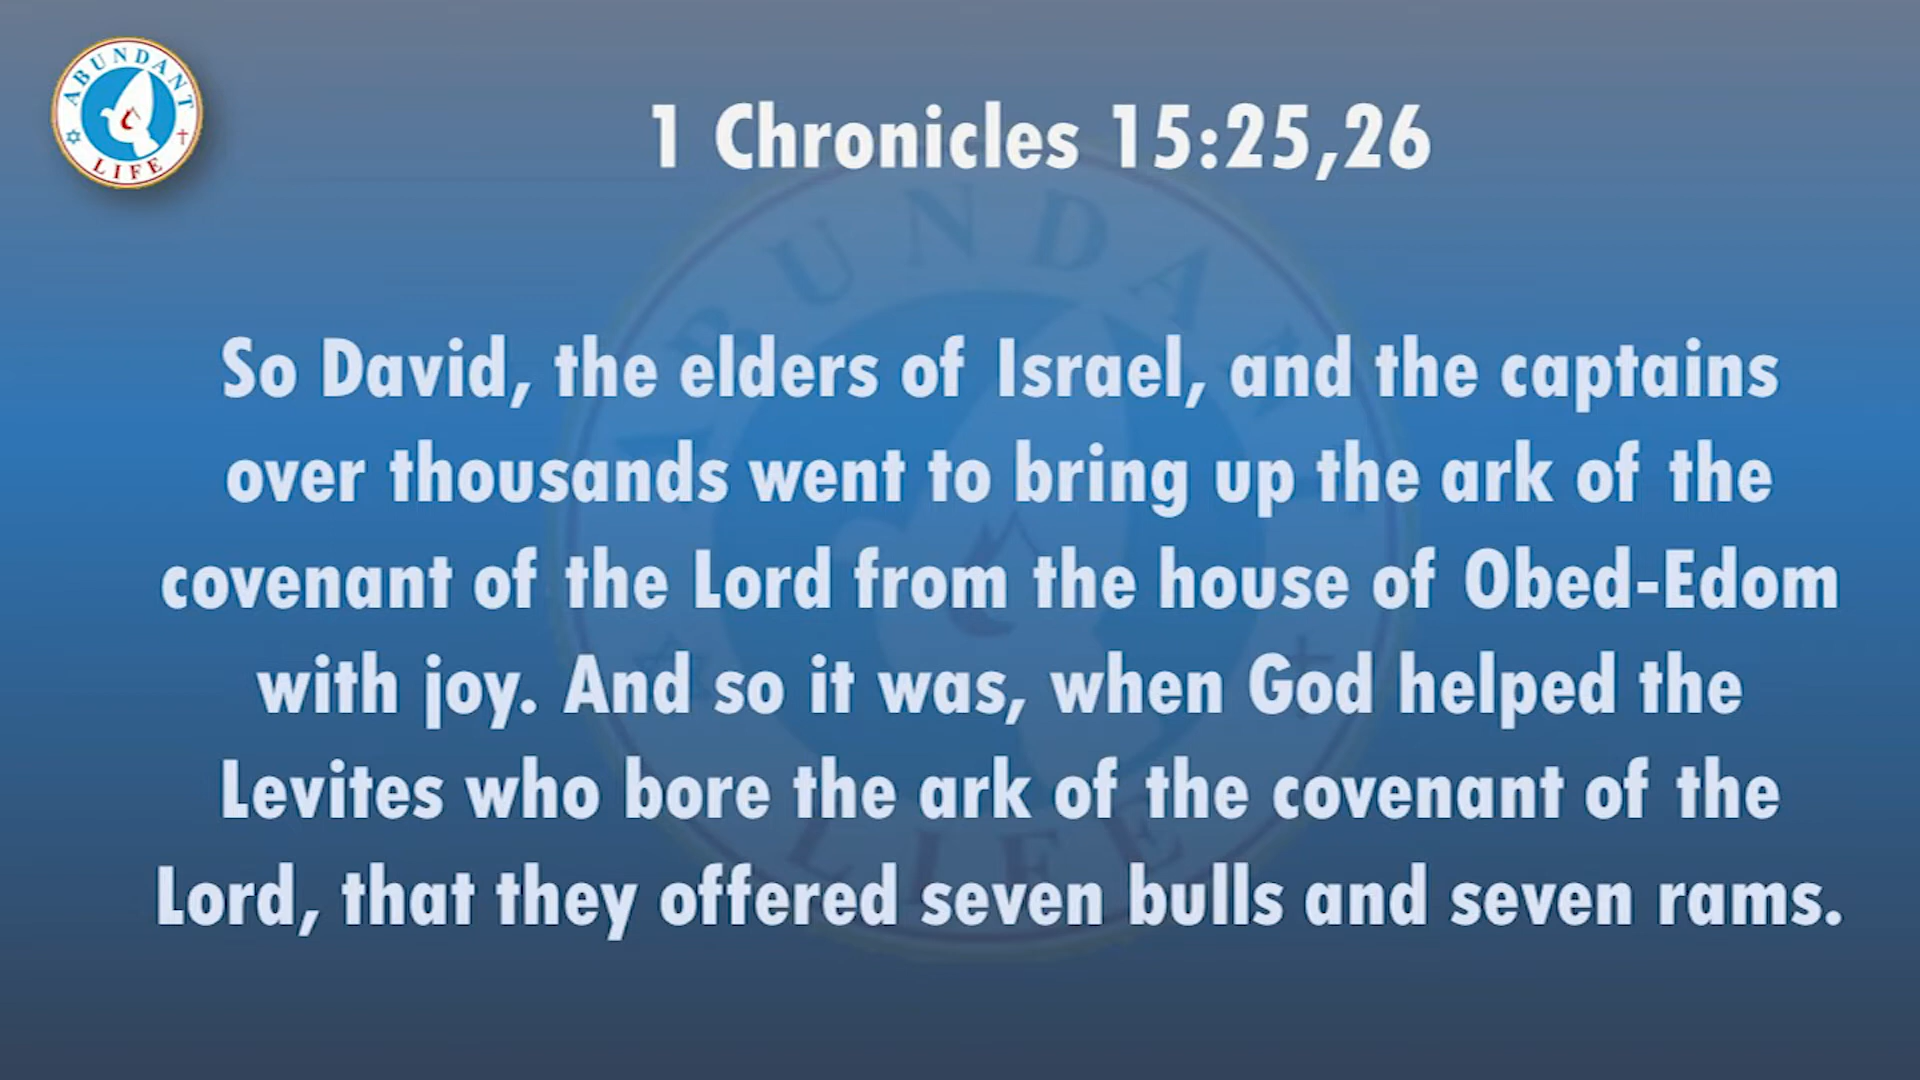 ABUNDANT
LIFE
1 Chronicles 15:25,26
ABUNDANT
So David, the elders of Israel, and the captains
over thousands went to bring up the ark of the
covenant of the Lord from the house of Obed-Edom
with joy. And so it was, when God helped the
Levites who bore the ark of the covenant of the
Lord, that they offered seven bulls and seven rams.
LIFE